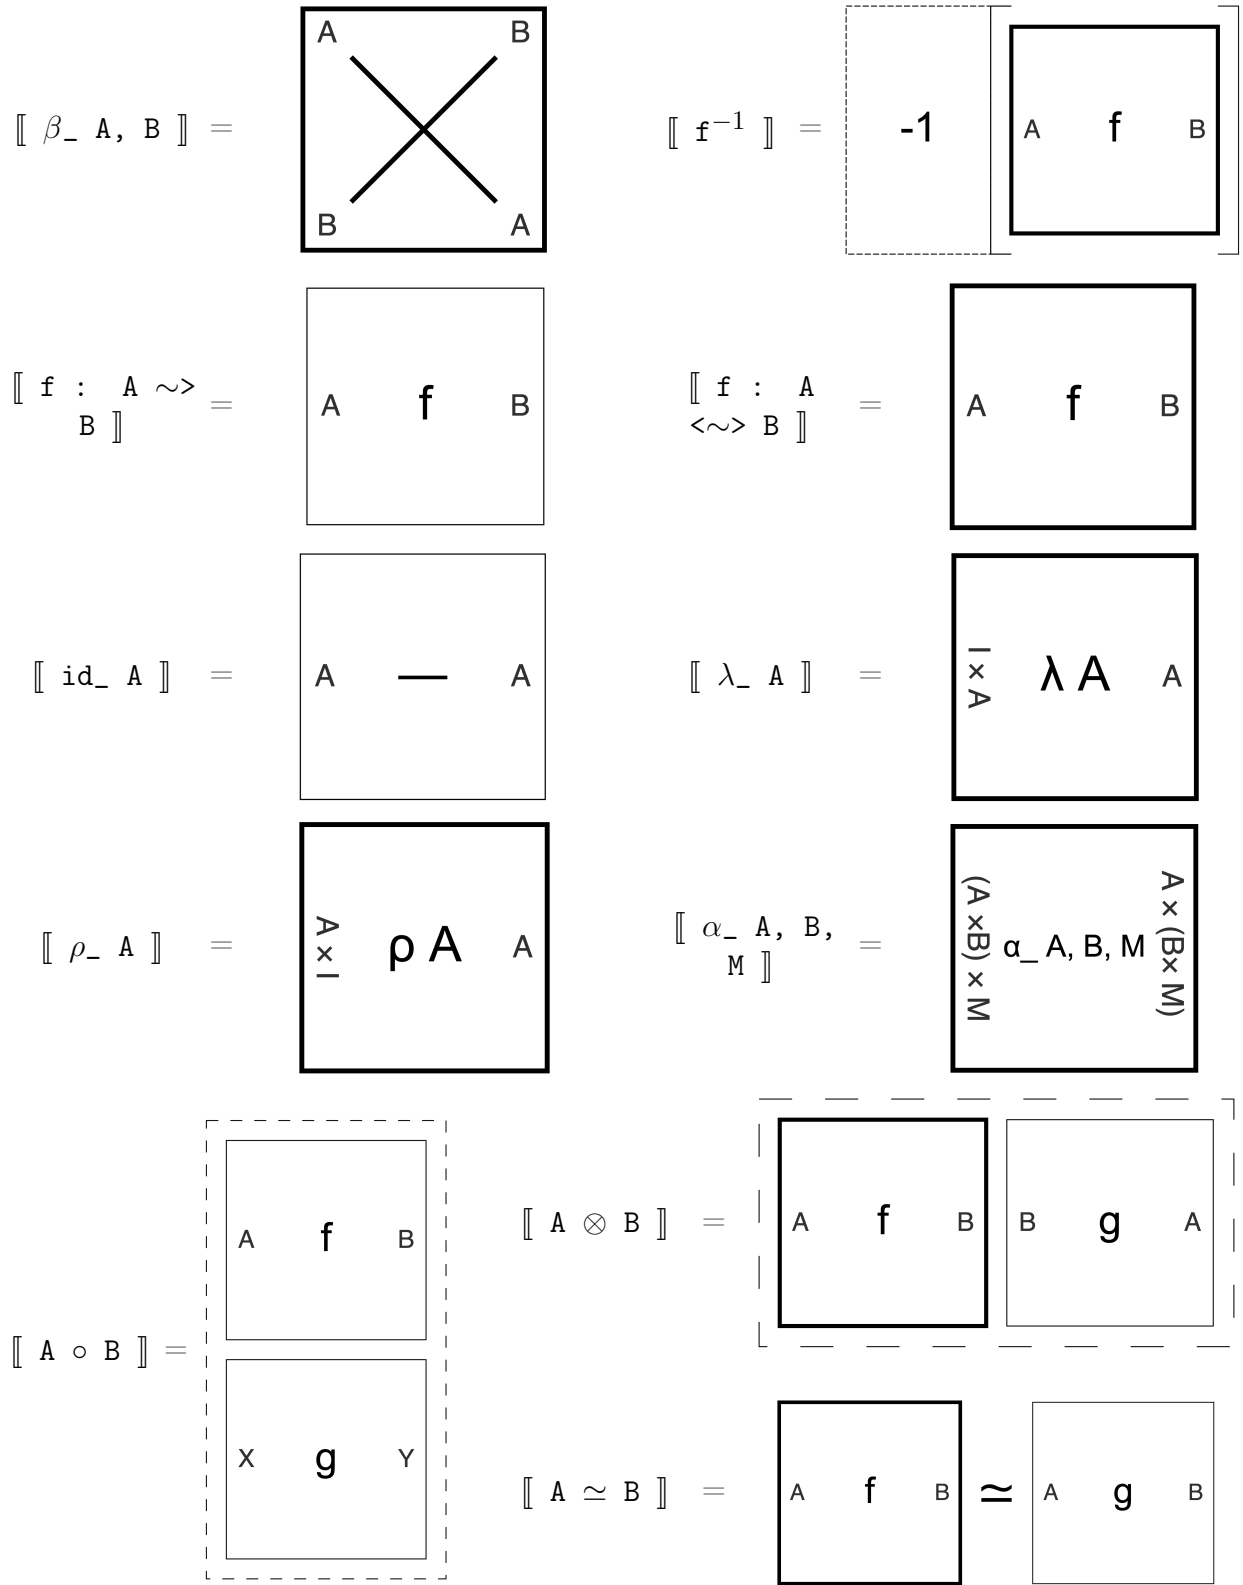 ⟦ β_ A, B ⟧ =
A B
B A
⟦ f⁻¹ ⟧ =
-1 A f B
⟦ f : A ∼>
B ⟧ =
A f B
⟦ f : A
<∼> B ⟧ =
A f B
⟦ id_ A ⟧ =
A — A
⟦ λ_ A ⟧ =
I × A λ A A
⟦ ρ_ A ⟧ =
A × I ρ A A
⟦ α_ A, B,
M ⟧ =
(A ×B) × M α_ A, B, M A × (B× M)
⟦ A ∘ B ⟧ =
A f B
X g Y
⟦ A ⊗ B ⟧ =
A f B B g A
⟦ A ≃ B ⟧ =
A f B ≃ A g B